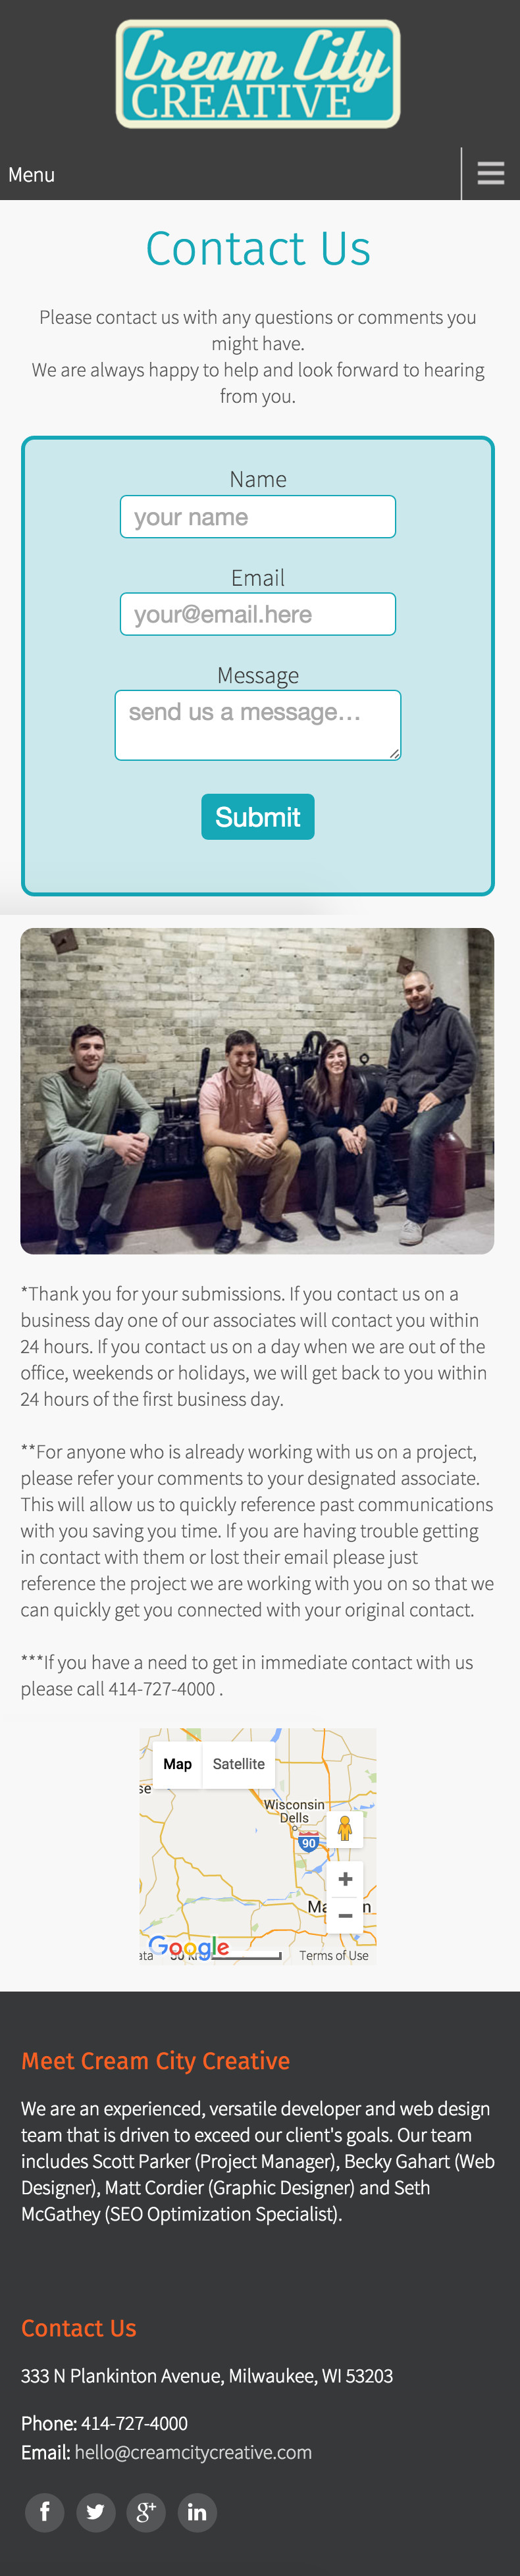 Cream City
CREATIVE
Menu
Contact Us
Please contact us with any questions or comments you
might have.
We are always happy to help and look forward to hearing
from you.
Name
your name
Email
your@email.here
Message
send us a message...
Submit
*Thank you for your submissions. If you contact us on a
business day one of our associates will contact you within
24 hours. If you contact us on a day when we are out of the
office, weekends or holidays, we will get back to you within
24 hours of the first business day.
**For anyone who is already working with us on a project,
please refer your comments to your designated associate.
This will allow us to quickly reference past communications
with you saving you time. If you are having trouble getting
in contact with them or lost their email please just
reference the project we are working with you on so that we
can quickly get you connected with your original contact.
***If you have a need to get in immediate contact with us
please call 414-727-4000 .
Map Satellite
se
Wisconsin
Dells
90
+
Ma n
−
Google
ata Terms of Use
Meet Cream City Creative
We are an experienced, versatile developer and web design
team that is driven to exceed our client's goals. Our team
includes Scott Parker (Project Manager), Becky Gahart (Web
Designer), Matt Cordier (Graphic Designer) and Seth
McGathey (SEO Optimization Specialist).
Contact Us
333 N Plankinton Avenue, Milwaukee, WI 53203
Phone: 414-727-4000
Email: hello@creamcitycreative.com
f g+ in